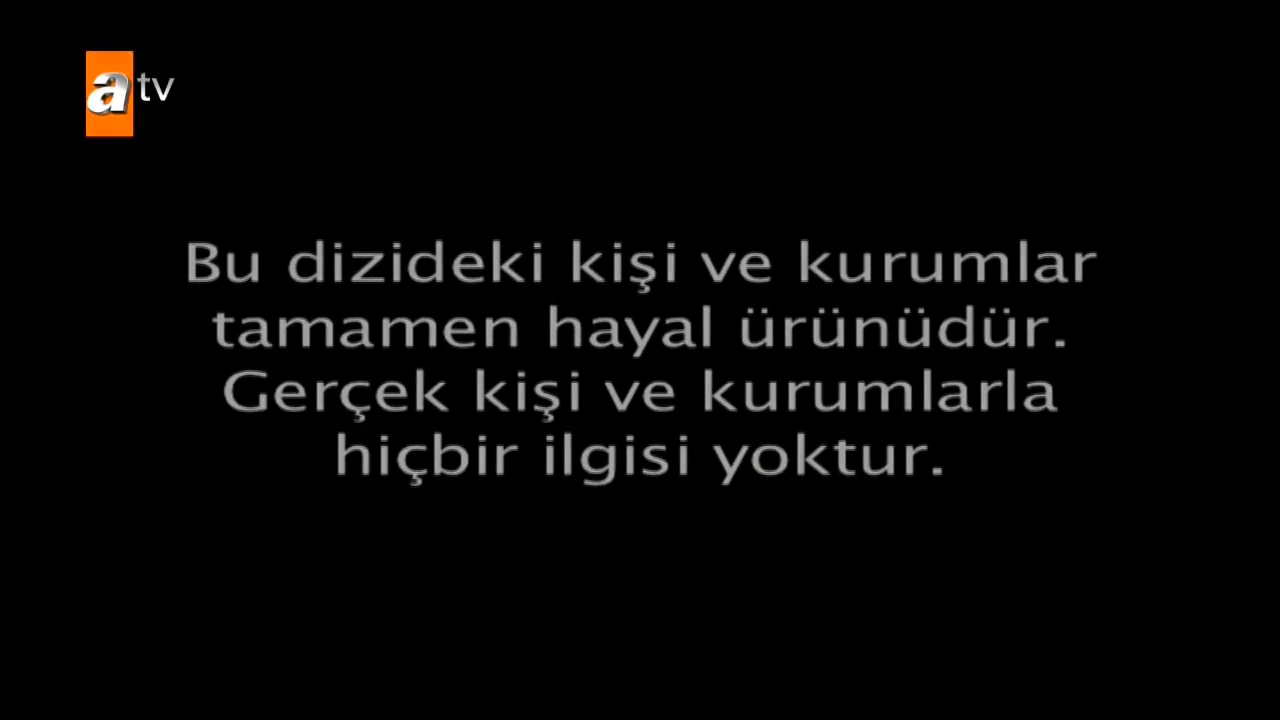 atv
Bu dizideki kişi ve kurumlar
tamamen hayal ürünüdür.
Gerçek kişi ve kurumlarla
hiçbir ilgisi yoktur.